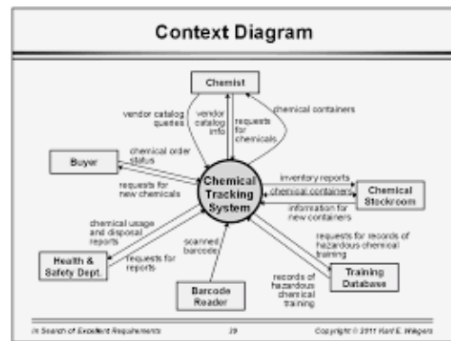 Context Diagram
Chemist
vendor catalog
queries
vendor
catalog
info
requests
for
chemicals
chemical containers
Buyer
chemical order
status
requests for
new chemicals
Chemical
Tracking
System
inventory reports
chemical containers
information for
new containers
Chemical
Stockroom
chemical usage
and disposal
reports
requests for
reports
Health &
Safety Dept.
scanned
barcode
Barcode
Reader
requests for records of
hazardous chemical
training
records of
hazardous
chemical
training
Training
Database
In Search of Excellent Requirements
39
Copyright © 2011 Karl E. Wiegers